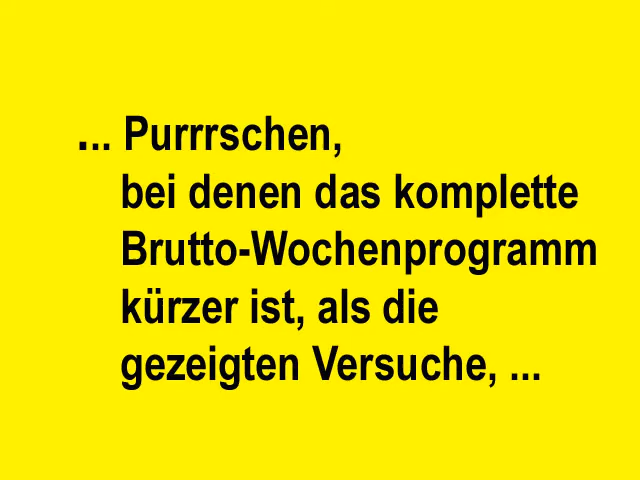 ... Purrrschen,
bei denen das komplette
Brutto-Wochenprogramm
kürzer ist, als die
gezeigten Versuche, ...